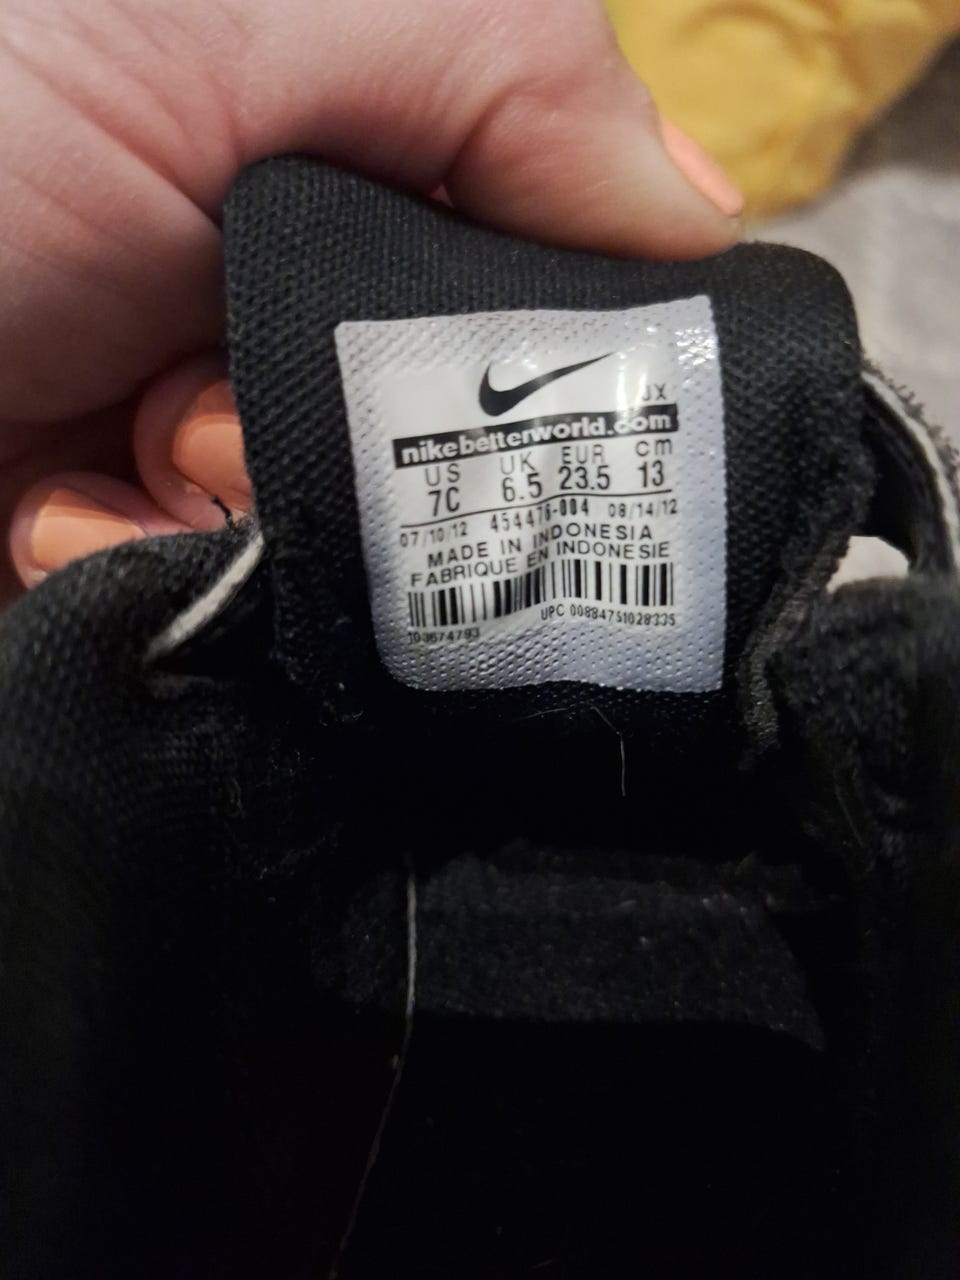 JX
nikebetterworld.com
US UK EUR cm
7C 6.5 23.5 13
07/10/12 454476-004 08/14/12
MADE IN INDONESIA
FABRIQUE EN INDONESIE
UPC 00884751028335